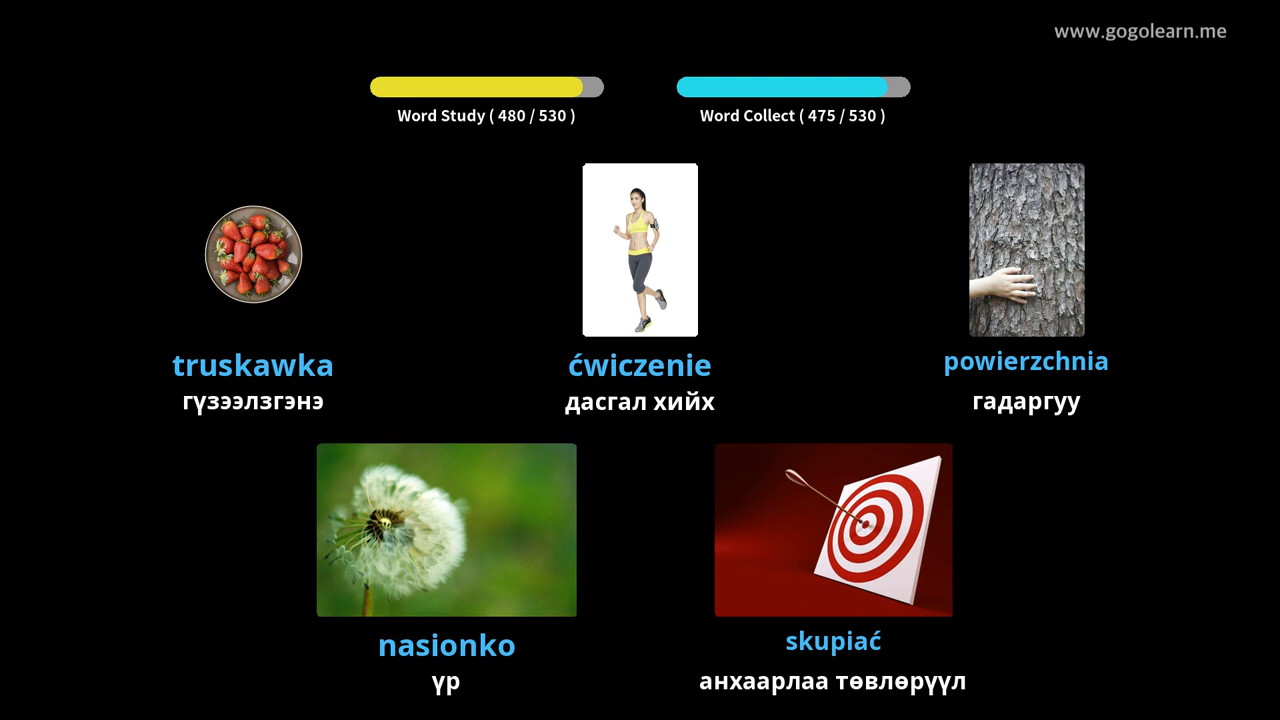 www.gogolearn.me
Word Study ( 480 / 530 )
Word Collect ( 475 / 530 )
truskawka
гүзээлзгэнэ
ćwiczenie
дасгал хийх
powierzchnia
гадаргуу
nasionko
үр
skupiać
анхаарлаа төвлөрүүл